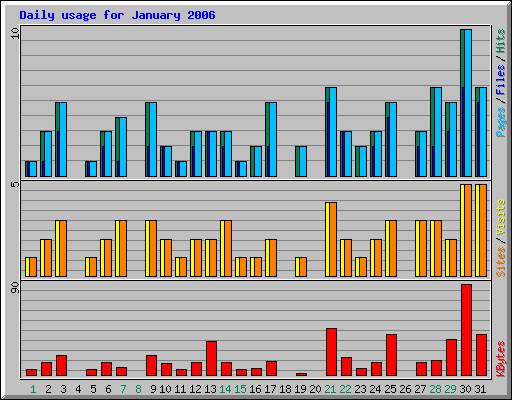 Daily usage for January 2006
10
Pages / Files / Hits
5
Sites / Visits
90
KBytes
1 2 3 4 5 6 7 8 9 10 11 12 13 14 15 16 17 18 19 20 21 22 23 24 25 26 27 28 29 30 31